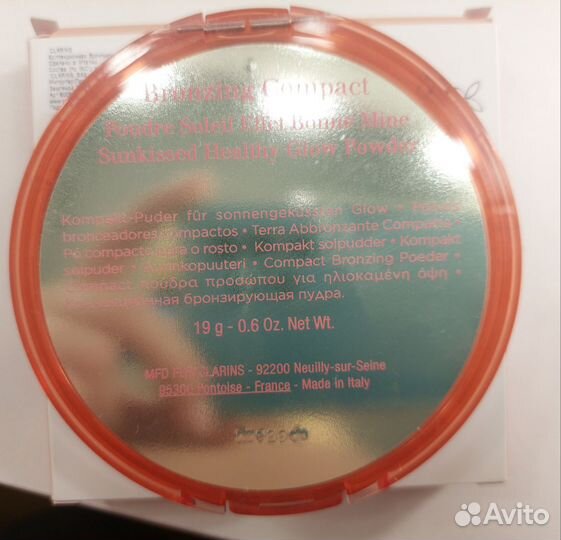 CLARINS
Bronzing Compact
Poudre Soleil Effet Bonne Mine
Sunkissed Healthy Glow Powder
Kompakt-Puder für sonnengeküssten Glow • Polvos
bronceadores compactos • Terra Abbronzante Compatta •
Pó compacto para o rosto • Kompakt solpudder • Kompakt
solpuder • Aurinkopuuteri • Compact Bronzing Poeder •
Compact πούδρα προσώπου για ηλιοκαμένη όψη •
бронзирующая пудра.
19 g - 0.6 Oz. Net Wt.
MFD FOR CLARINS - 92200 Neuilly-sur-Seine
95300 Pontoise - France - Made in Italy
Avito